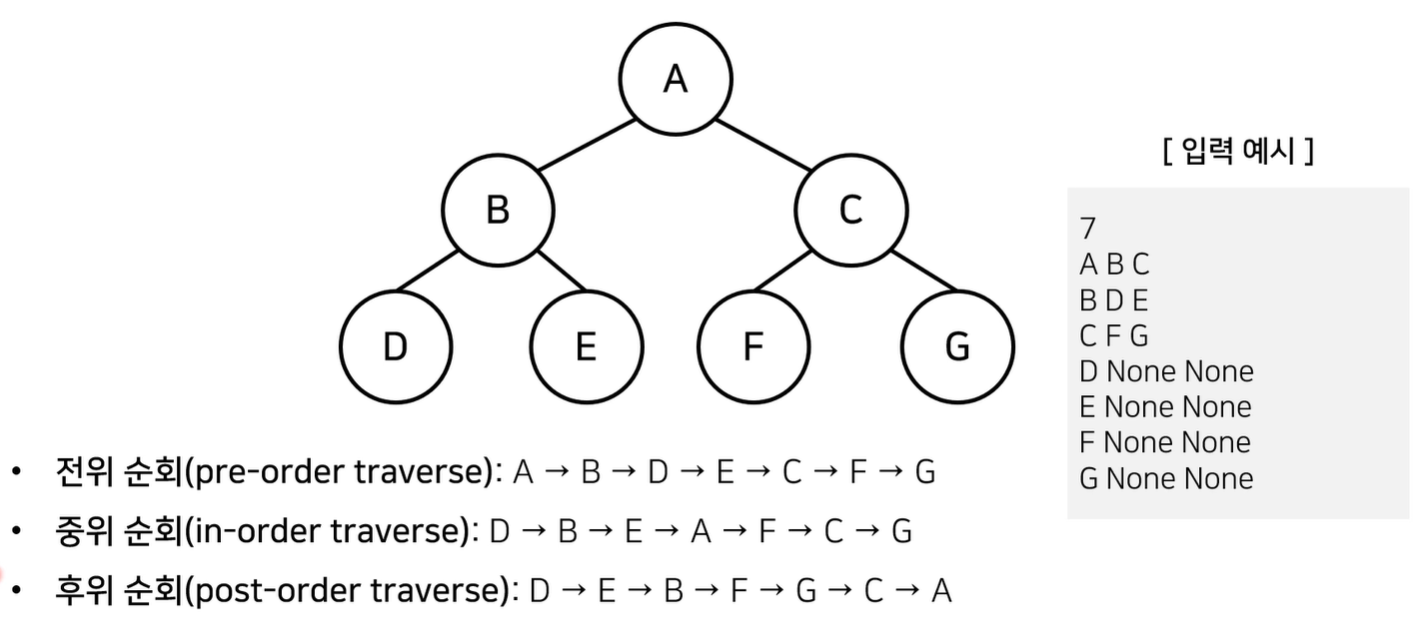 A
B
C
D
E
F
G
[ 입력 예시 ]
7
A B C
B D E
C F G
D None None
E None None
F None None
G None None
• 전위 순회(pre-order traverse): A → B → D → E → C → F → G
• 중위 순회(in-order traverse): D → B → E → A → F → C → G
• 후위 순회(post-order traverse): D → E → B → F → G → C → A